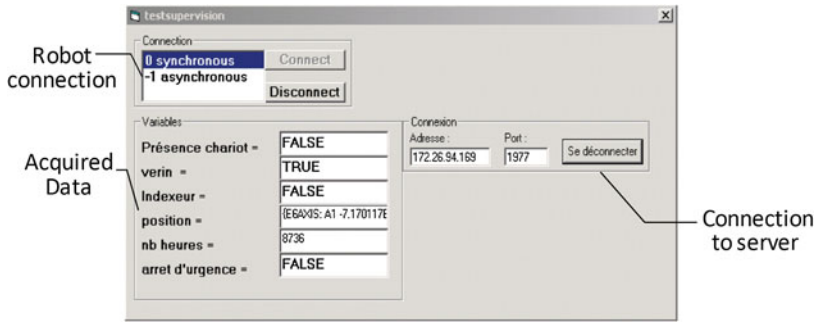 testsupervision
Connection
0 synchronous
-1 asynchronous
Connect
Disconnect
Robot
connection
Variables
Présence chariot = FALSE
verin = TRUE
Indexeur = FALSE
position = {E6AXIS: A1 -7.170117E
nb heures = 8736
arret d'urgence = FALSE
Acquired
Data
Connexion
Adresse : Port :
172.26.94.169 1977 Se déconnecter
Connection
to server